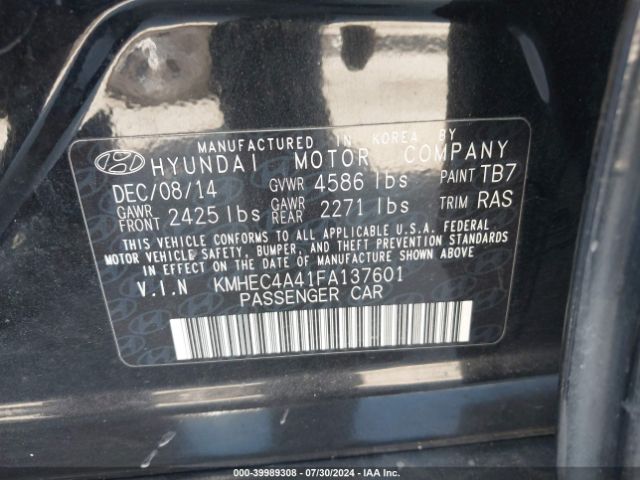 MANUFACTURED IN KOREA BY
HYUNDAI MOTOR COMPANY
DEC/08/14 GVWR 4586 lbs PAINT TB7
GAWR FRONT 2425 lbs GAWR REAR 2271 lbs TRIM RAS
THIS VEHICLE CONFORMS TO ALL APPLICABLE U.S.A. FEDERAL
MOTOR VEHICLE SAFETY, BUMPER, AND THEFT PREVENTION STANDARDS
IN EFFECT ON THE DATE OF MANUFACTURE SHOWN ABOVE.
V.I.N KMHEC4A41FA137601
PASSENGER CAR
000-39989308 - 07/30/2024 - IAA Inc.